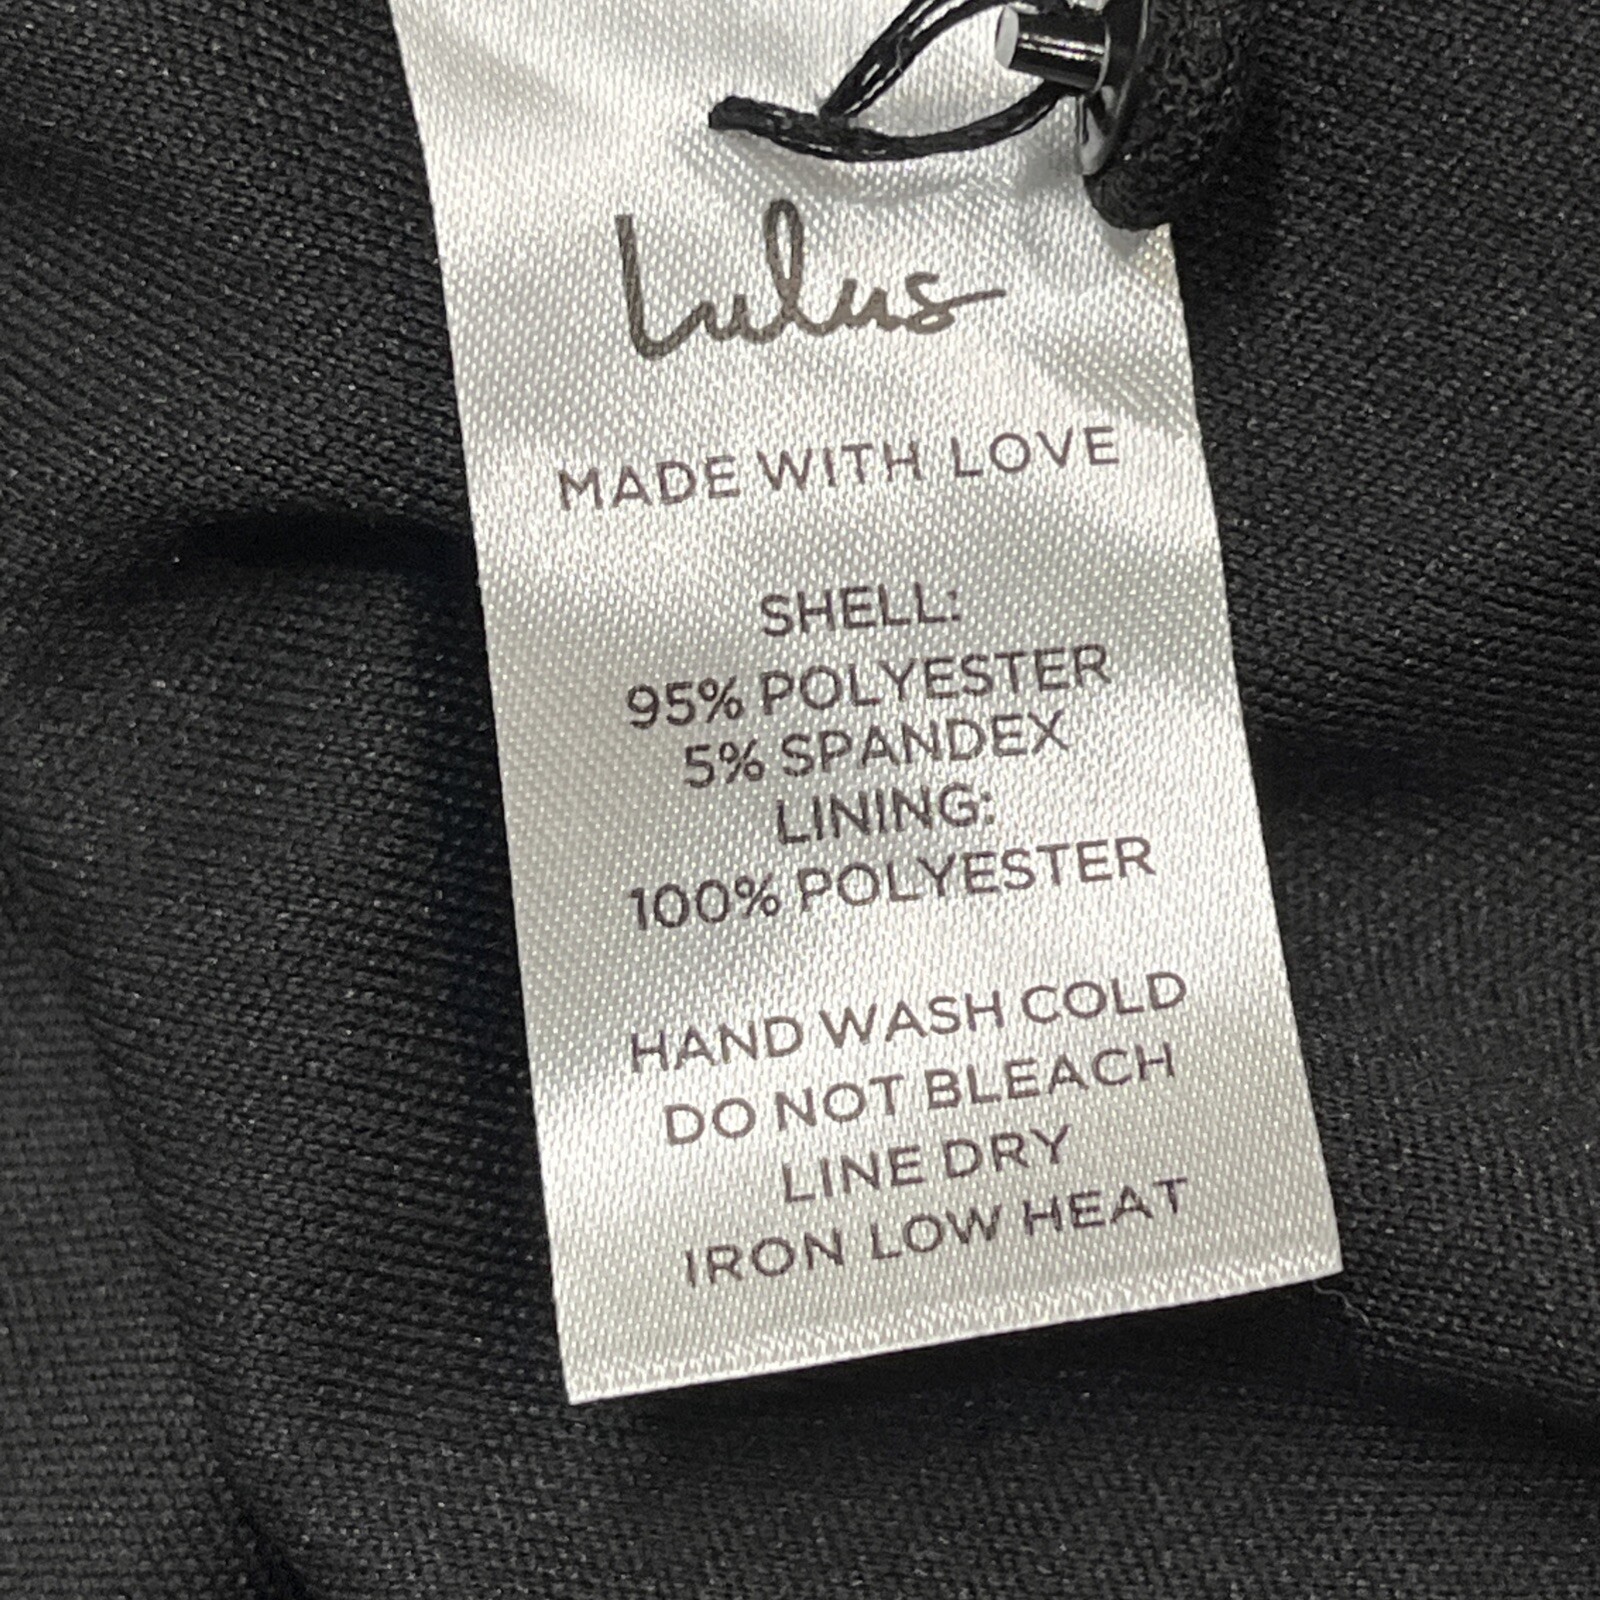 Lulus
MADE WITH LOVE
SHELL:
95% POLYESTER
5% SPANDEX
LINING:
100% POLYESTER
HAND WASH COLD
DO NOT BLEACH
LINE DRY
IRON LOW HEAT